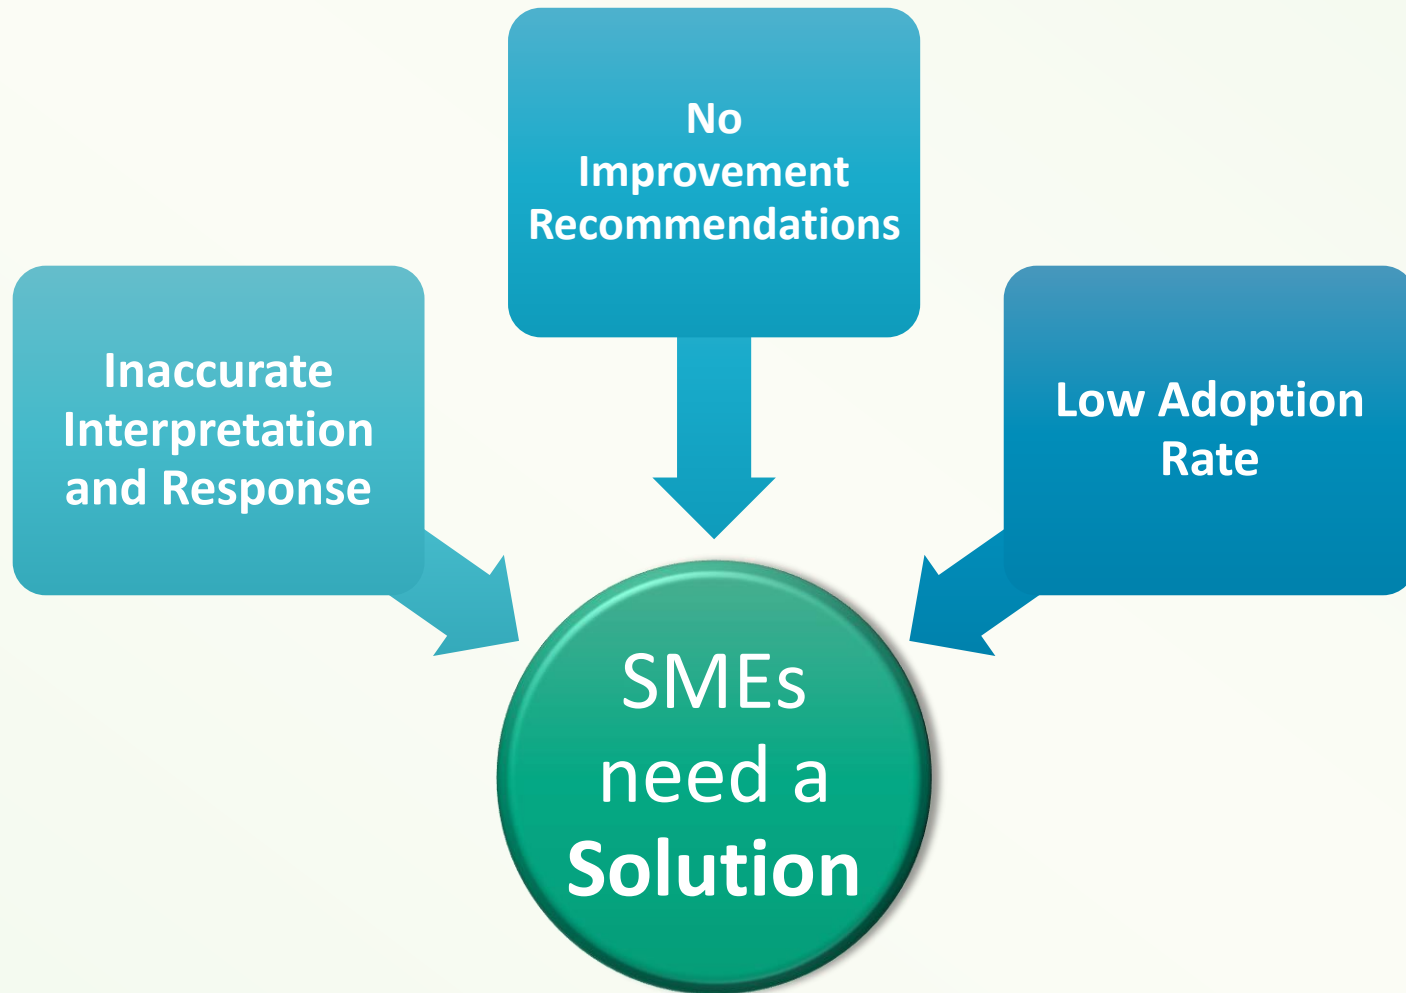 No
Improvement
Recommendations
Inaccurate
Interpretation
and Response
Low Adoption
Rate
SMEs
need a
Solution